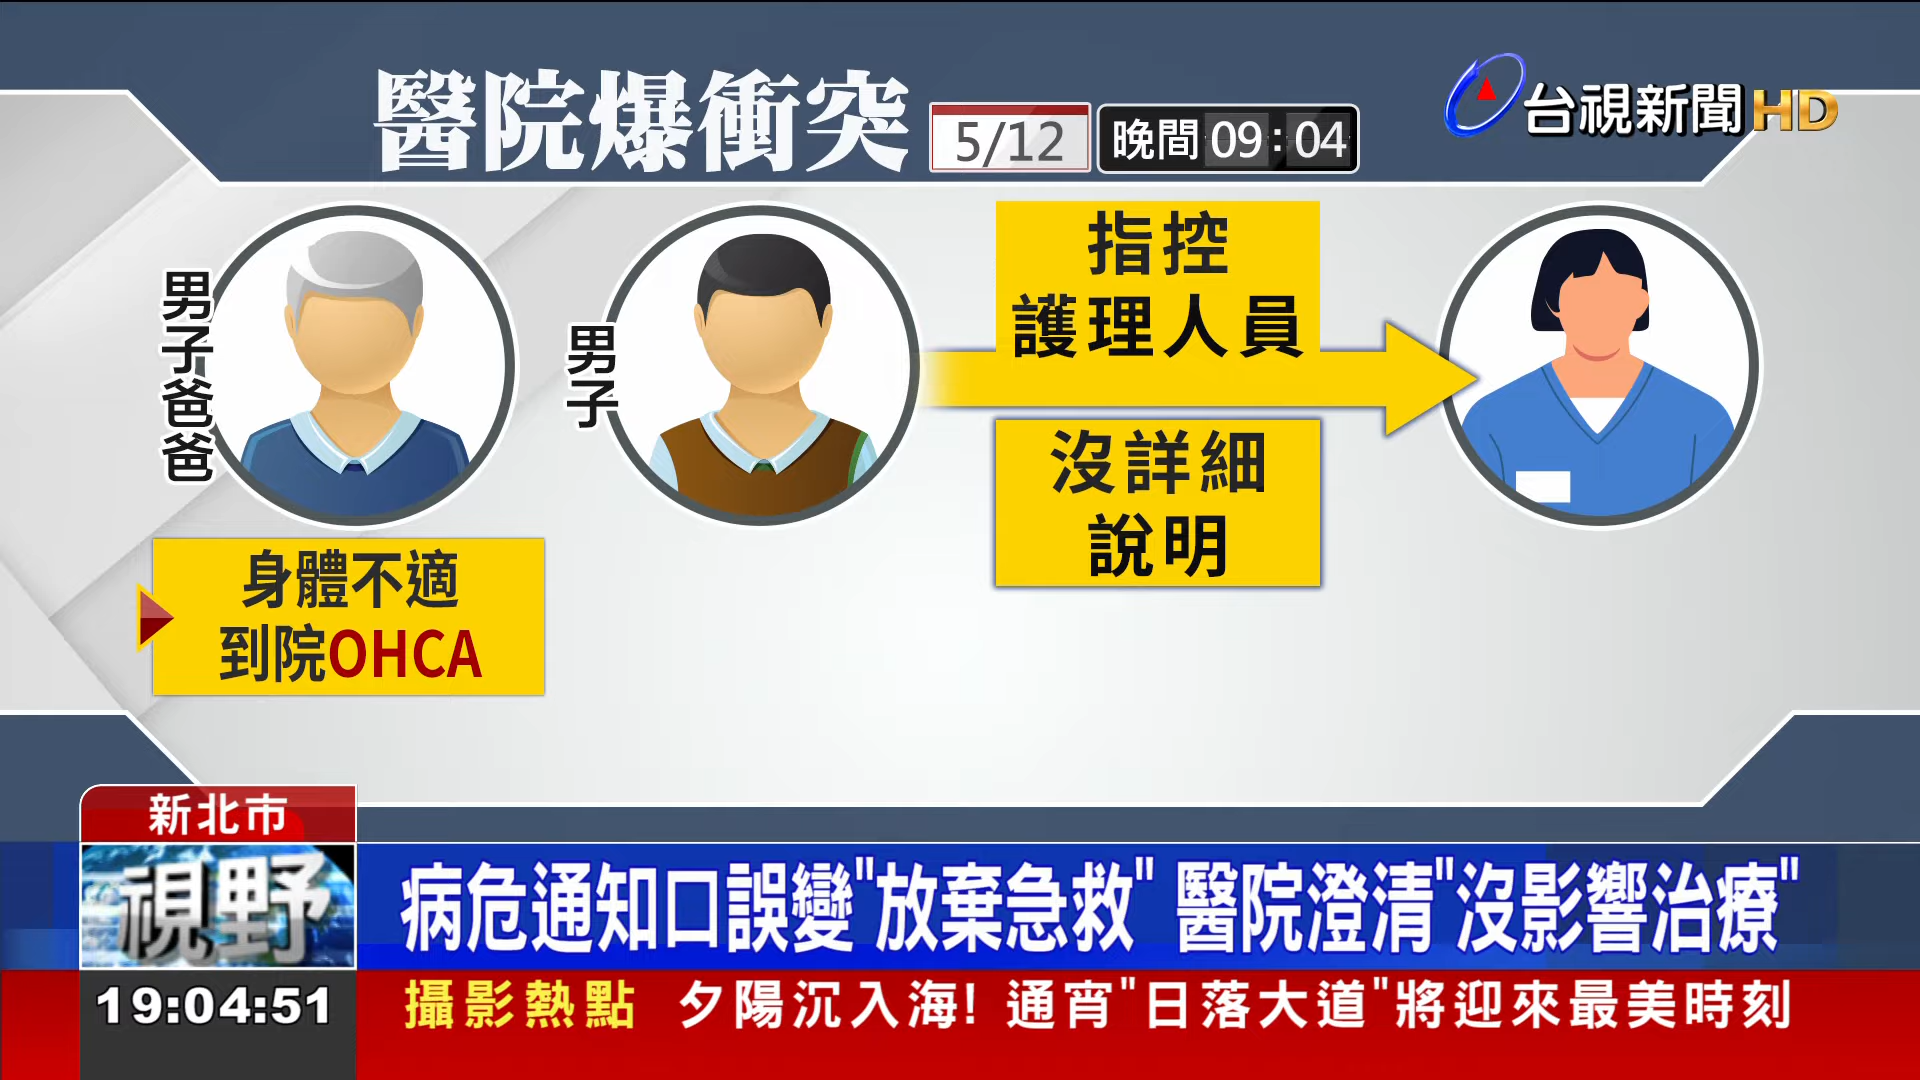 醫院爆衝突
5/12
晚間09:04
台視新聞HD
男子爸爸
男子
指控
護理人員
沒詳細
說明
身體不適
到院OHCA
新北市
視野
病危通知口誤變"放棄急救" 醫院澄清"沒影響治療"
19:04:51
攝影熱點 夕陽沉入海! 通宵"日落大道"將迎來最美時刻